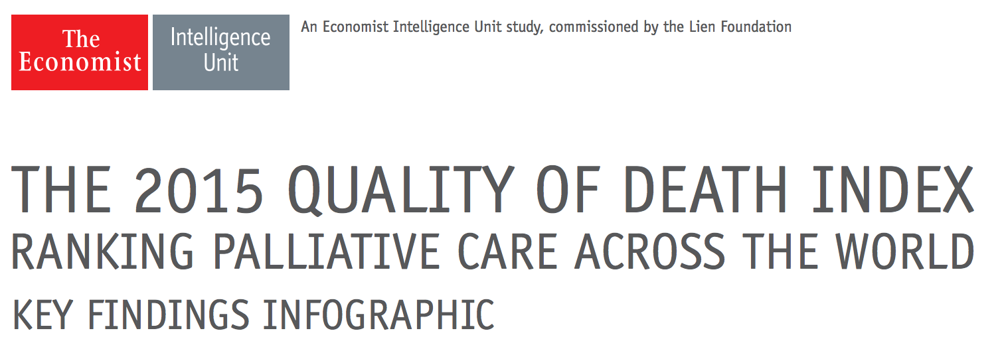 The
Economist
Intelligence
Unit
An Economist Intelligence Unit study, commissioned by the Lien Foundation
THE 2015 QUALITY OF DEATH INDEX
RANKING PALLIATIVE CARE ACROSS THE WORLD
KEY FINDINGS INFOGRAPHIC